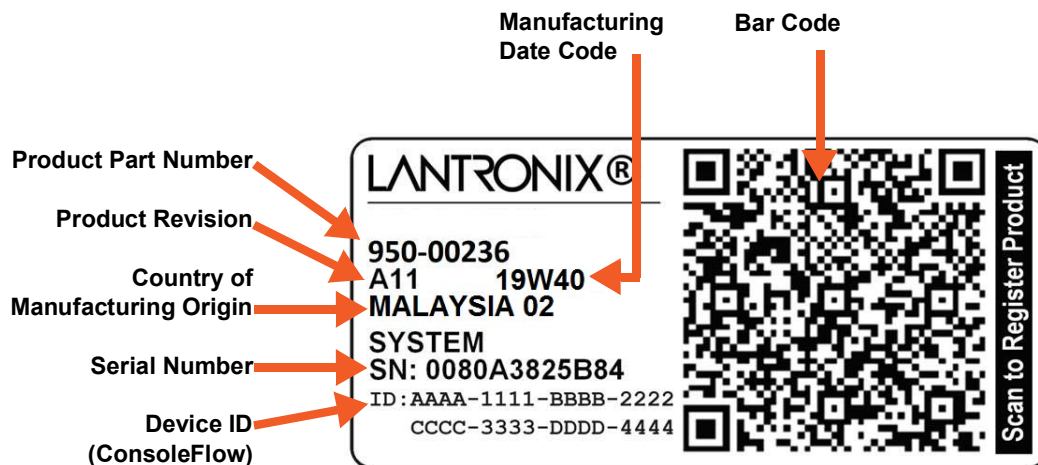 Manufacturing
Date Code
Bar Code
Product Part Number
Product Revision
Country of
Manufacturing Origin
Serial Number
Device ID
(ConsoleFlow)
LANTRONIX®
950-00236
A11 19W40
MALAYSIA 02
SYSTEM
SN: 0080A3825B84
ID:AAAA-1111-BBBB-2222
CCCC-3333-DDDD-4444
Scan to Register Product